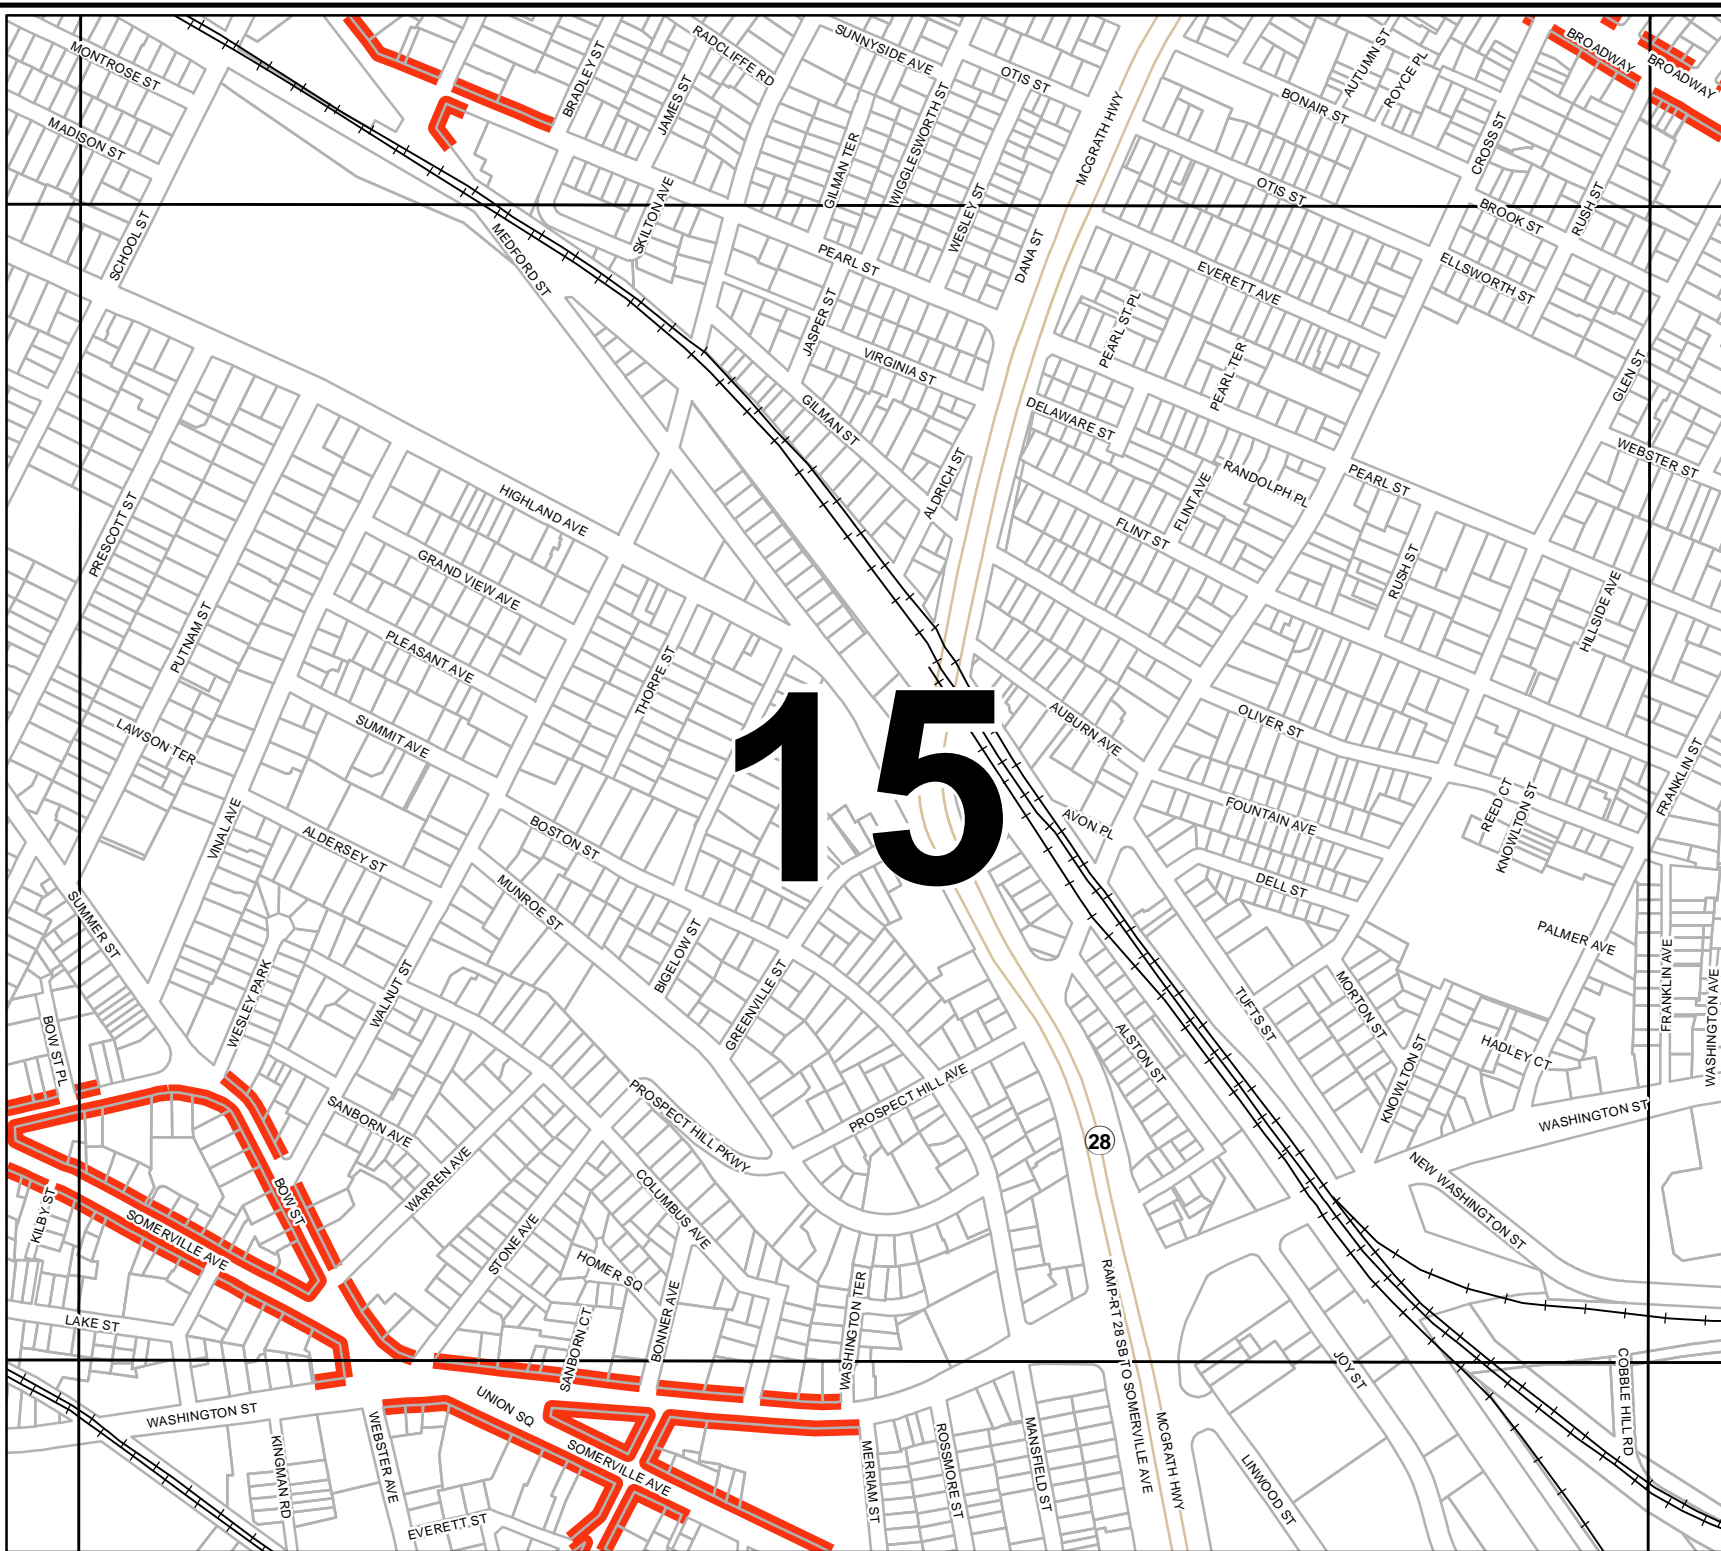 MONTROSE ST
MADISON ST
SCHOOL ST
BRADLEY ST
RADCLIFFE RD
JAMES ST
SKILTON AVE
MEDFORD ST
SUNNYSIDE AVE
OTIS ST
WIGGLESWORTH ST
GILMAN TER
WESLEY ST
MCGRATH HWY
DANA ST
PEARL ST
JASPER ST
VIRGINIA ST
GILMAN ST
ALDRICH ST
AUTUMN ST
ROYCE PL
BONAIR ST
CROSS ST
BROADWAY
BROADWAY
OTIS ST
BROOK ST
RUSH ST
ELLSWORTH ST
EVERETT AVE
PEARL ST PL
PEARL TER
DELAWARE ST
GLEN ST
WEBSTER ST
RANDOLPH PL
PEARL ST
FLINT AVE
FLINT ST
RUSH ST
HILLSIDE AVE
HIGHLAND AVE
PRESCOTT ST
GRAND VIEW AVE
PUTNAM ST
PLEASANT AVE
THORPE ST
SUMMIT AVE
LAWSON TER
VINAL AVE
ALDERSEY ST
BOSTON ST
MUNROE ST
15
AUBURN AVE
OLIVER ST
AVON PL
FOUNTAIN AVE
REED CT
KNOWLTON ST
FRANKLIN ST
DELL ST
PALMER AVE
FRANKLIN AVE
WASHINGTON AVE
SUMMER ST
WESLEY PARK
WALNUT ST
BIGELOW ST
GREENVILLE ST
TUFTS ST
MORTON ST
ALSTON ST
KNOWLTON ST
HADLEY CT
WASHINGTON ST
BOW ST PL
SANBORN AVE
PROSPECT HILL PKWY
PROSPECT HILL AVE
28
NEW WASHINGTON ST
KILBY ST
SOMERVILLE AVE
BOW ST
WARREN AVE
COLUMBUS AVE
STONE AVE
HOMER SQ
LAKE ST
SANBORN CT
BONNER AVE
WASHINGTON TER
RAMP-RT 28 SB TO SOMERVILLE AVE
JOY ST
COBBLE HILL RD
WASHINGTON ST
KINGMAN RD
WEBSTER AVE
UNION SQ
SOMERVILLE AVE
EVERETT ST
MERRIAM ST
ROSSMORE ST
MANSFIELD ST
MCGRATH HWY
LINWOOD ST